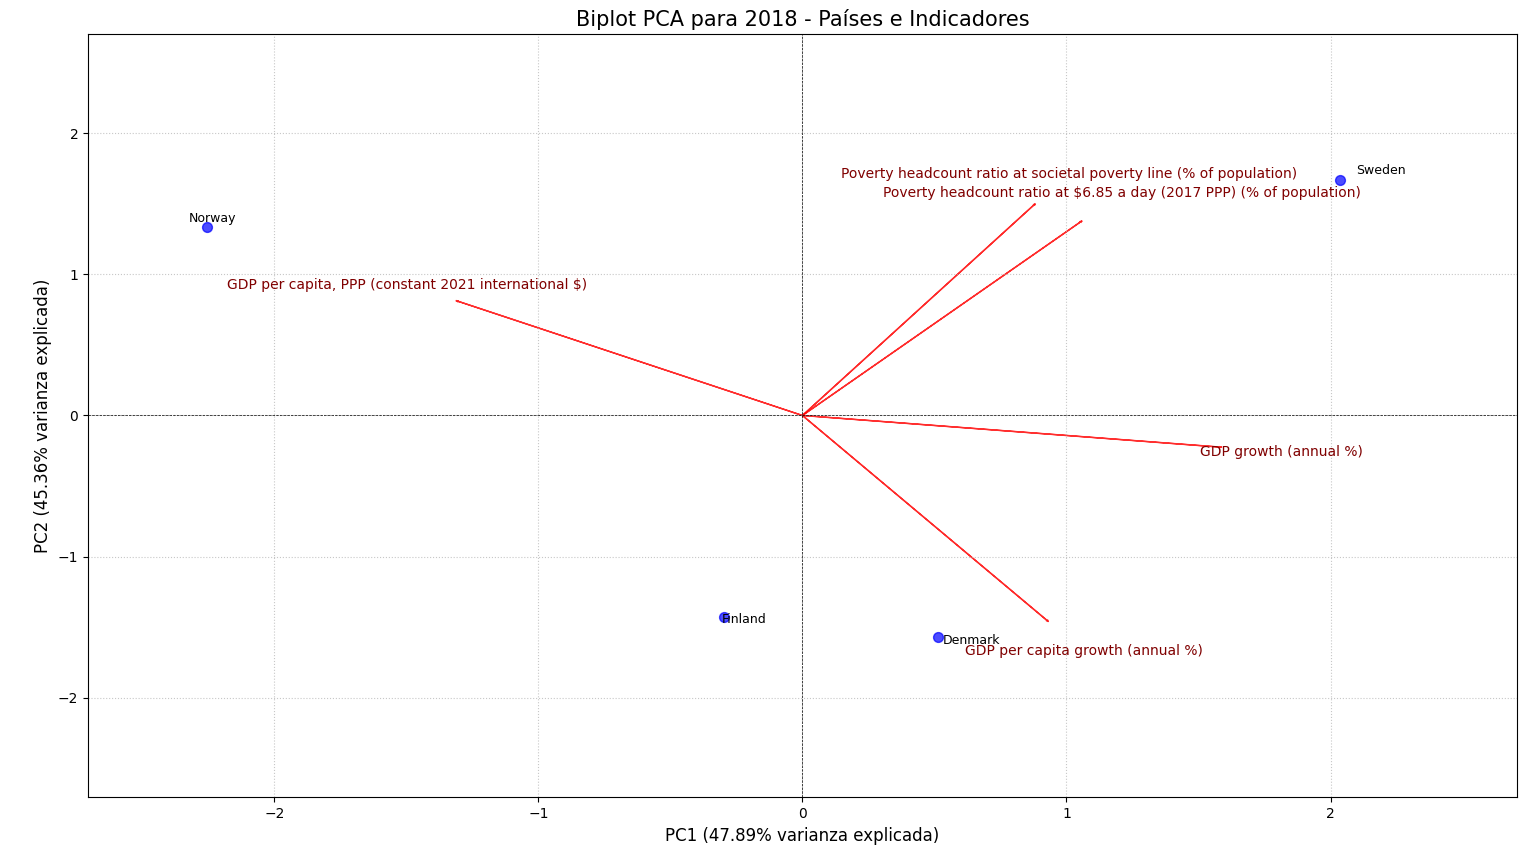 Biplot PCA para 2018 - Países e Indicadores
PC2 (45.36% varianza explicada)
2
1
0
−1
−2
Poverty headcount ratio at societal poverty line (% of population)
Sweden
Poverty headcount ratio at $6.85 a day (2017 PPP) (% of population)
Norway
GDP per capita, PPP (constant 2021 international $)
GDP growth (annual %)
Finland
Denmark
GDP per capita growth (annual %)
−2
−1
0
1
2
PC1 (47.89% varianza explicada)